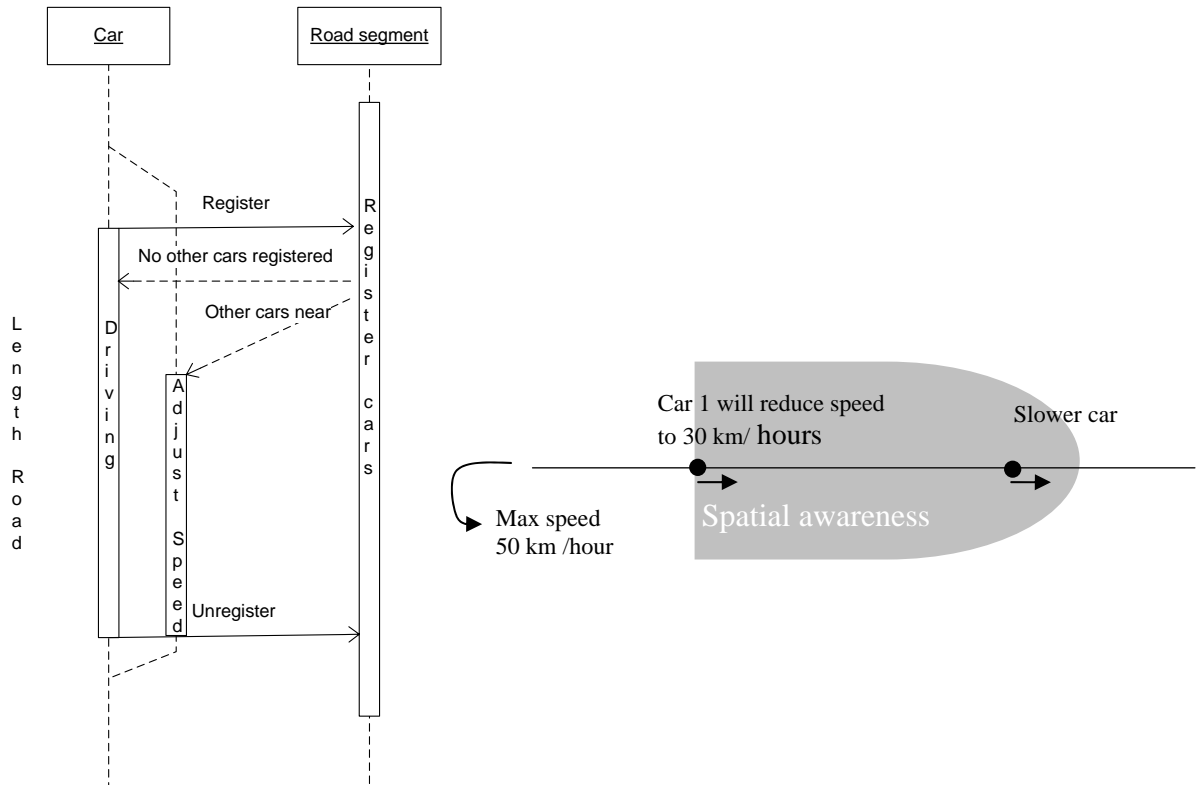 Car
Road segment
Register
No other cars registered
Other cars near
Length Road
Driving
Adjust Speed
Register cars
Unregister
Car 1 will reduce speed
to 30 km/ hours
Slower car
Spatial awareness
Max speed
50 km /hour